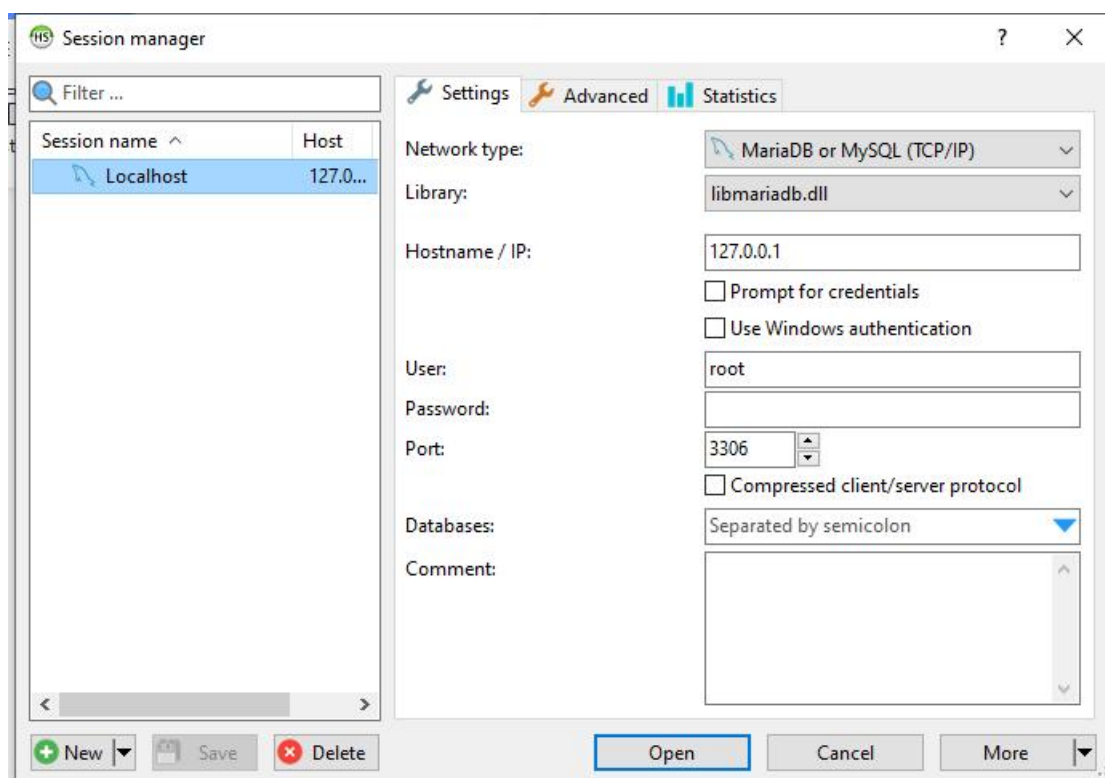 HS Session manager ?
Filter ...
Session name Host
Localhost 127.0...
Settings Advanced Statistics
Network type: MariaDB or MySQL (TCP/IP)
Library: libmariadb.dll
Hostname / IP: 127.0.0.1
Prompt for credentials
Use Windows authentication
User: root
Password:
Port: 3306
Compressed client/server protocol
Databases: Separated by semicolon
Comment:
New Save Delete Open Cancel More